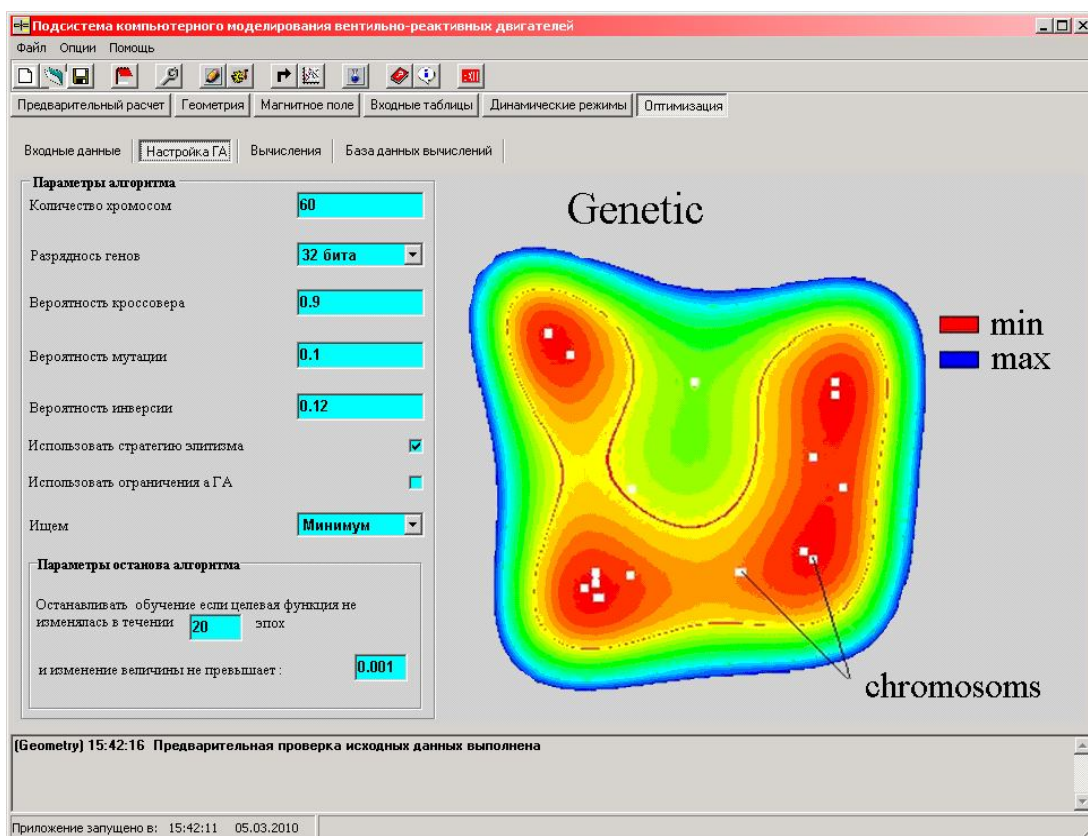 Подсистема компьютерного моделирования вентильно-реактивных двигателей
Файл Опции Помощь
EXIT
Предварительный расчет Геометрия Магнитное поле Входные таблицы Динамические режимы Оптимизация
Входные данные Настройка ГА Вычисления База данных вычислений
Параметры алгоритма
Количество хромосом 60
Разряднось генов 32 бита
Вероятность кроссовера 0.9
Вероятность мутации 0.1
Вероятность инверсии 0.12
Использовать стратегию элитизма
Использовать ограничения а ГА
Ищем Минимум
Параметры останова алгоритма
Останавливать обучение если целевая функция не
изменялась в течении 20 эпох
и изменение величины не превышает : 0.001
Genetic
min
max
chromosoms
(Geometry) 15:42:16 Предварительная проверка исходных данных выполнена
Приложение запущено в: 15:42:11 05.03.2010